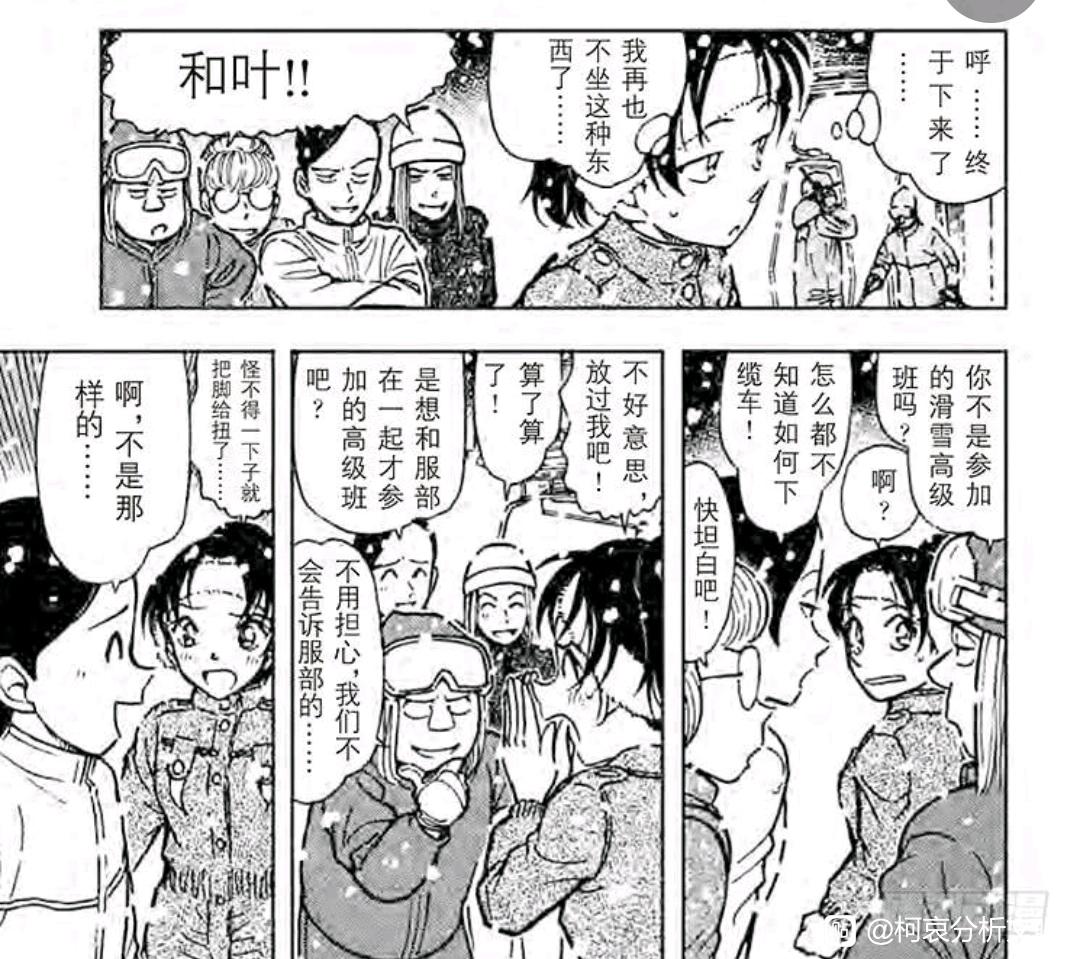 呼……终
于下来了
……
我再也
不坐这种东
西了……
和叶!!
你不是参加
的滑雪高级
班吗?
啊?
怎么都不
知道如何下
缆车!
快坦白吧!
不好意思,
放过我吧!
算了算
了!
是想和服部
在一起才参
加的高级班
吧?
不用担心,我们不
会告诉服部的……
怪不得一下子就
把脚给扭了……
啊,不是那
样的……
@柯哀分析